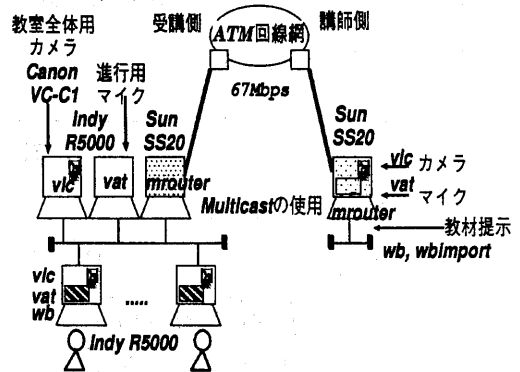 教室全体用
カメラ
Canon
VC-C1
進行用
マイク
受講側
ATM回線網
講師側
67Mbps
Indy
R5000
Sun
SS20
Sun
SS20
vic
vat
mrouter
vic カメラ
vat マイク
mrouter
Multicastの使用
教材提示
wb, wbimport
vic
vat
wb
.....
Indy R5000